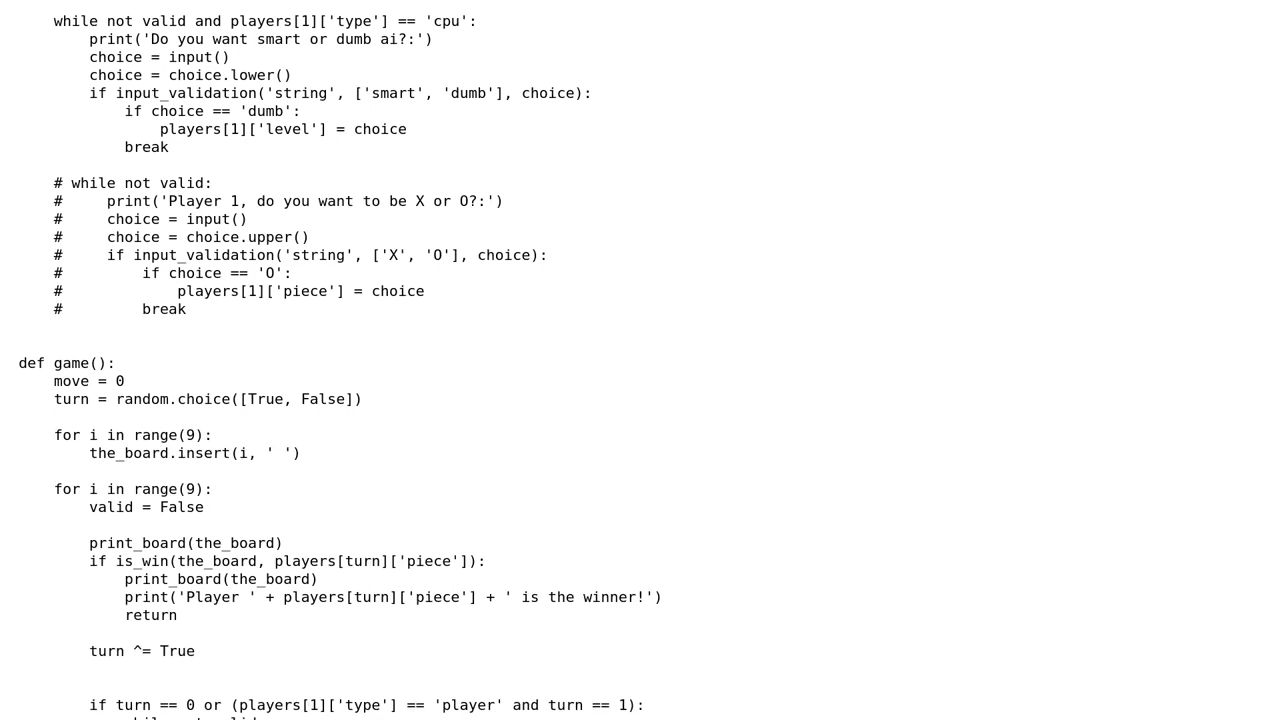 while not valid and players[1]['type'] == 'cpu':
print('Do you want smart or dumb ai?:')
choice = input()
choice = choice.lower()
if input_validation('string', ['smart', 'dumb'], choice):
if choice == 'dumb':
players[1]['level'] = choice
break
# while not valid:
#     print('Player 1, do you want to be X or O?:')
#     choice = input()
#     choice = choice.upper()
#     if input_validation('string', ['X', 'O'], choice):
#         if choice == 'O':
#             players[1]['piece'] = choice
#         break
def game():
move = 0
turn = random.choice([True, False])
for i in range(9):
the_board.insert(i, ' ')
for i in range(9):
valid = False
print_board(the_board)
if is_win(the_board, players[turn]['piece']):
print_board(the_board)
print('Player ' + players[turn]['piece'] + ' is the winner!')
return
turn ^= True
if turn == 0 or (players[1]['type'] == 'player' and turn == 1):